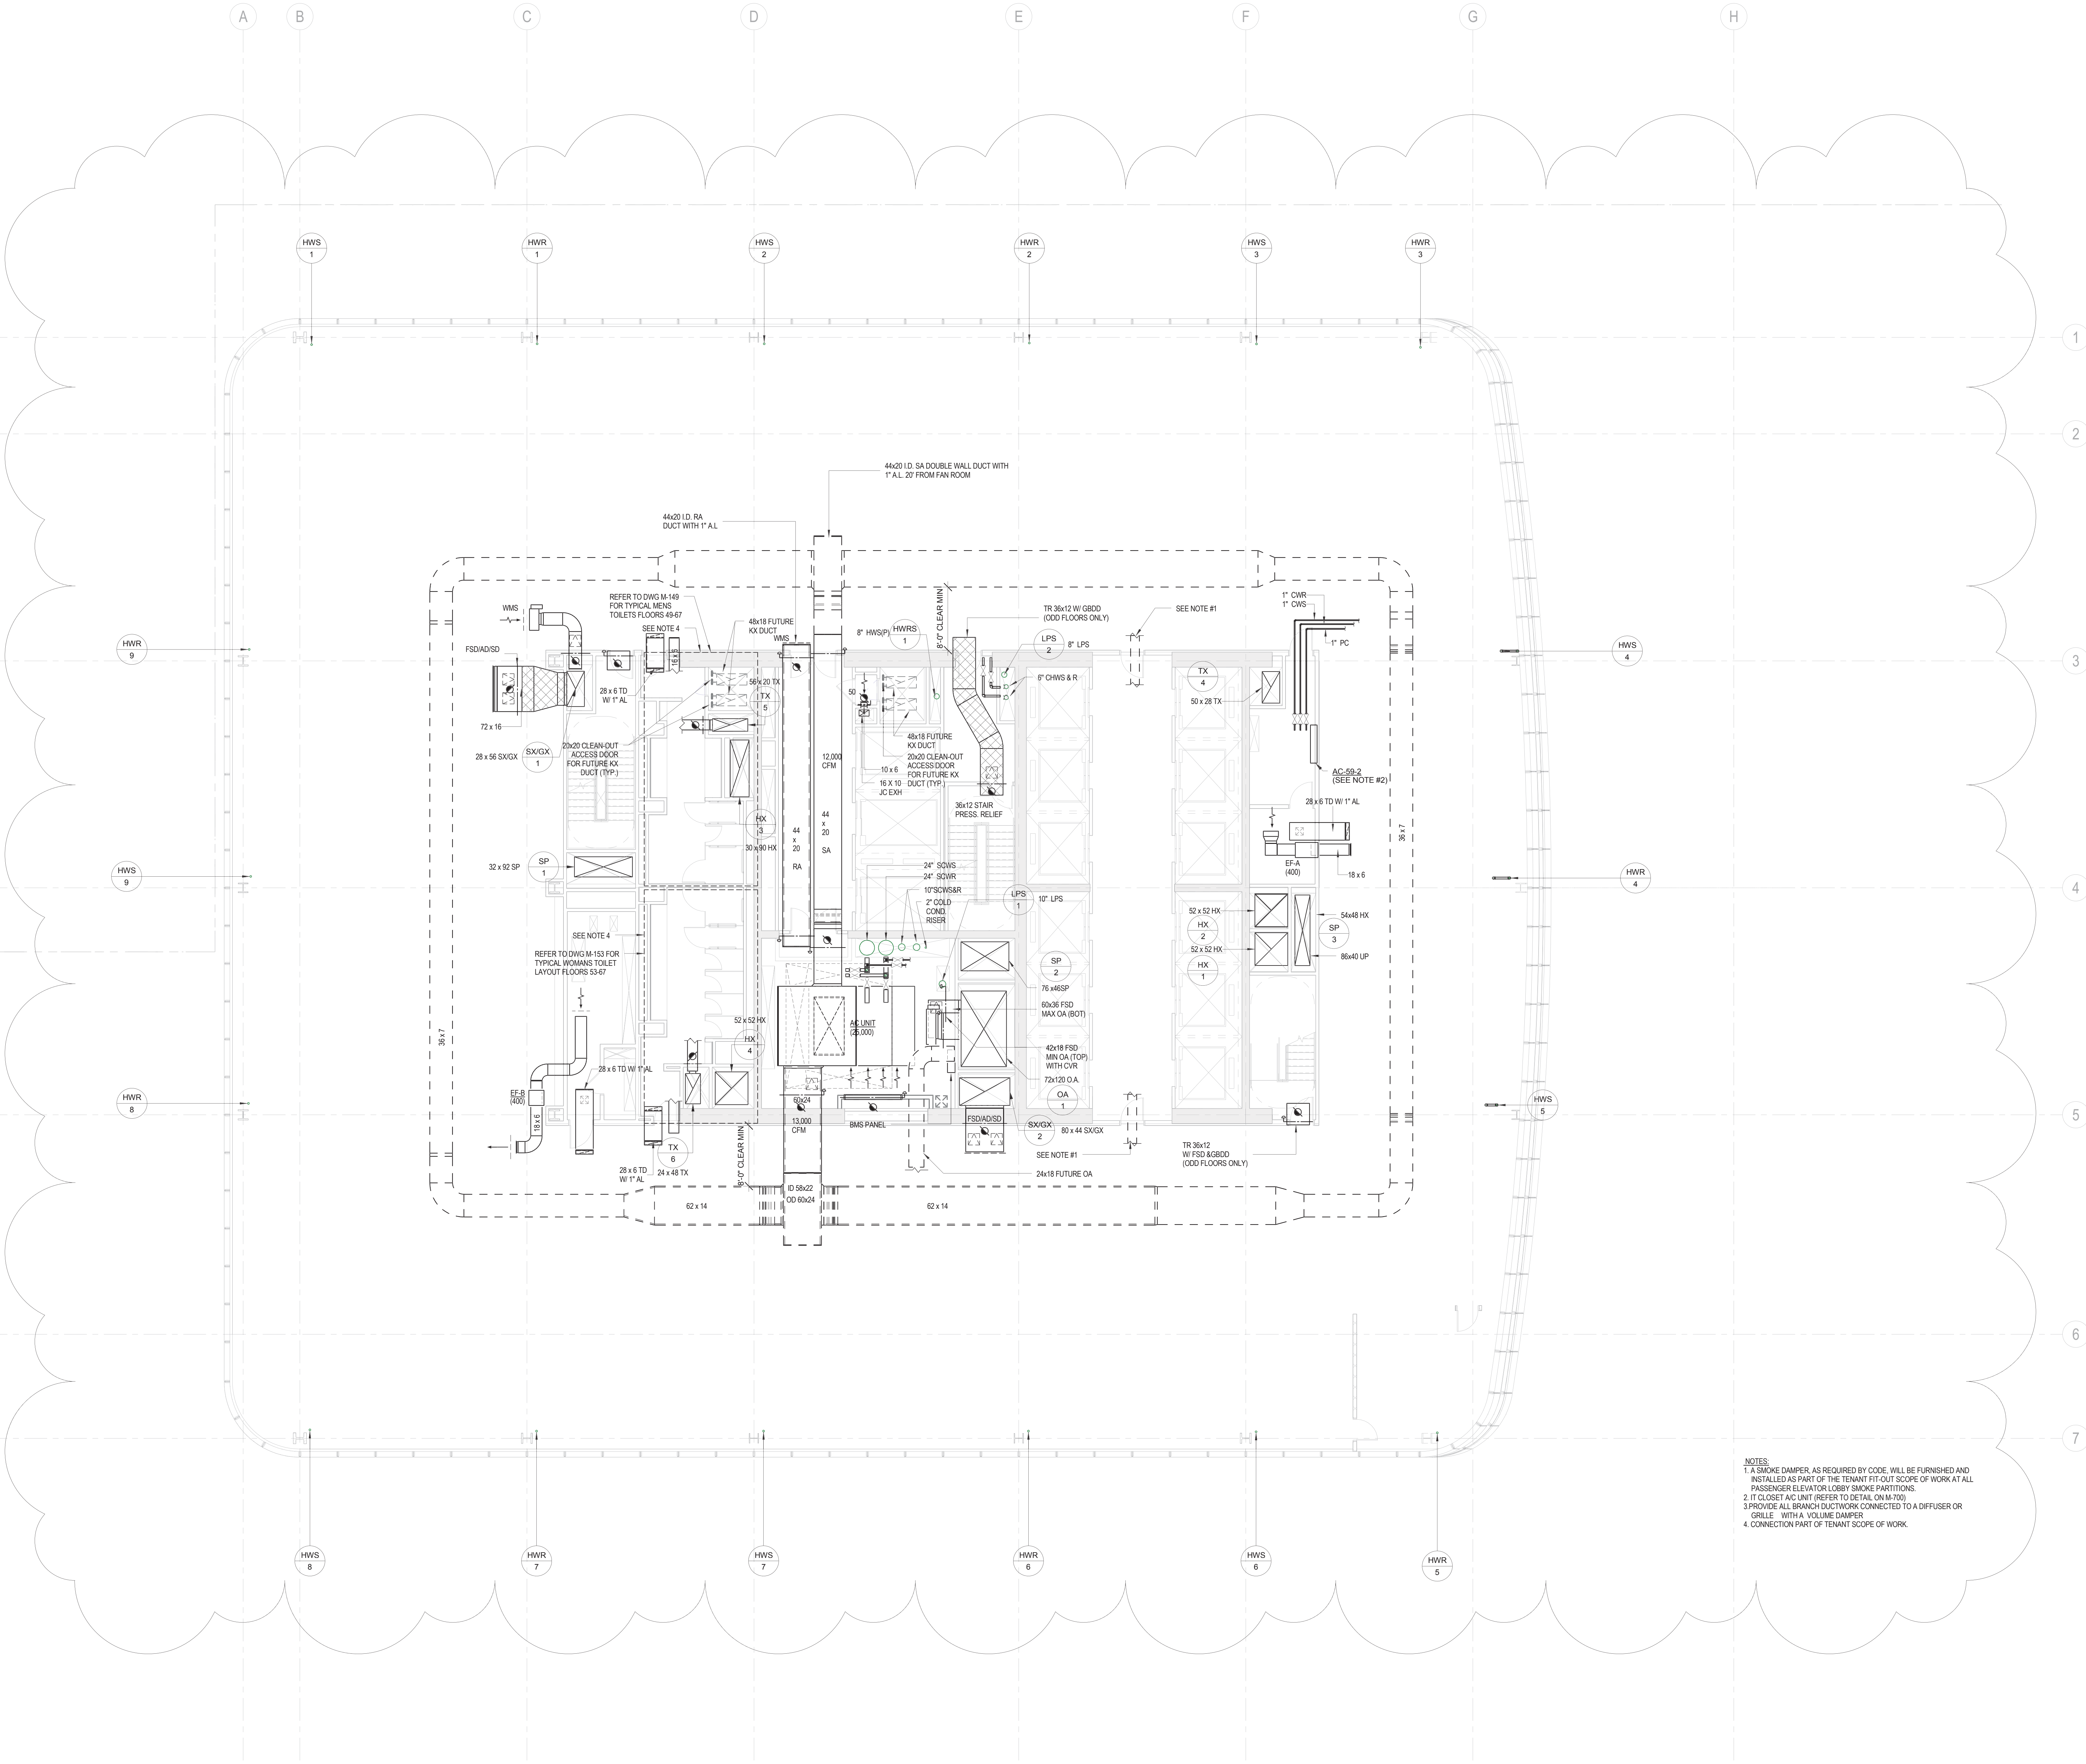 A
B
C
D
E
F
G
H
HWS
1
HWR
1
HWS
2
HWR
2
HWS
3
HWR
3
1
2
44x20 I.D. SA DOUBLE WALL DUCT WITH
1" A.L. 20' FROM FAN ROOM
44x20 I.D. RA
DUCT WITH 1" A.L
WMS
REFER TO DWG M-149
FOR TYPICAL MENS
TOILETS FLOORS 49-67
SEE NOTE 4
48x18 FUTURE
KX DUCT
WMS
8" HWS(P)
HWRS
1
8'-0" CLEAR MIN
TR 36x12 W/ GBDD
(ODD FLOORS ONLY)
LPS
2
8" LPS
6" CHWS & R
SEE NOTE #1
1" CWR
1" CWS
1" PC
HWR
9
HWS
4
3
FSD/AD/SD
16 x 6
28 x 6 TD
W/ 1" AL
56 x 20 TX
TX
5
50
TX
4
50 x 28 TX
72 x 16
28 x 56 SX/GX
SX/GX
1
20x20 CLEAN-OUT
ACCESS DOOR
FOR FUTURE KX
DUCT (TYP.)
12,000
CFM
48x18 FUTURE
KX DUCT
20x20 CLEAN-OUT
ACCESS DOOR
FOR FUTURE KX
DUCT (TYP.)
10 x 6
16 X 10
JC EXH
36x12 STAIR
PRESS. RELIEF
AC-59-2
(SEE NOTE #2)
28 x 6 TD W/ 1" AL
36 x 7
HX
3
30 x 90 HX
44
x
20
RA
44
x
20
SA
32 x 92 SP
SP
1
24" SCWS
24" SCWR
10"SCWS&R
2" COLD
COND.
RISER
LPS
1
10" LPS
EF-A
(400)
18 x 6
HWS
9
HWR
4
4
52 x 52 HX
HX
2
52 x 52 HX
HX
1
54x48 HX
SP
3
86x40 UP
SEE NOTE 4
REFER TO DWG M-153 FOR
TYPICAL WOMANS TOILET
LAYOUT FLOORS 53-67
SP
2
76 x46SP
60x36 FSD
MAX OA (BOT)
52 x 52 HX
HX
4
AC UNIT
(25,000)
42x18 FSD
MIN OA (TOP)
WITH CVR
72x120 O.A.
OA
1
36 x 7
28 x 6 TD W/ 1" AL
EF-B
(400)
18 x 6
60x24
13,000
CFM
BMS PANEL
FSD/AD/SD
SX/GX
2
80 x 44 SX/GX
HWR
8
HWS
5
5
TX
6
24 x 48 TX
28 x 6 TD
W/ 1" AL
8'-0" CLEAR MIN
SEE NOTE #1
24x18 FUTURE OA
TR 36x12
W/ FSD &GBDD
(ODD FLOORS ONLY)
ID 58x22
OD 60x24
62 x 14
62 x 14
6
7
NOTES:
1. A SMOKE DAMPER, AS REQUIRED BY CODE, WILL BE FURNISHED AND
INSTALLED AS PART OF THE TENANT FIT-OUT SCOPE OF WORK AT ALL
PASSENGER ELEVATOR LOBBY SMOKE PARTITIONS.
2. IT CLOSET A/C UNIT (REFER TO DETAIL ON M-700)
3.PROVIDE ALL BRANCH DUCTWORK CONNECTED TO A DIFFUSER OR
GRILLE WITH A VOLUME DAMPER
4. CONNECTION PART OF TENANT SCOPE OF WORK.
HWS
8
HWR
7
HWS
7
HWR
6
HWS
6
HWR
5